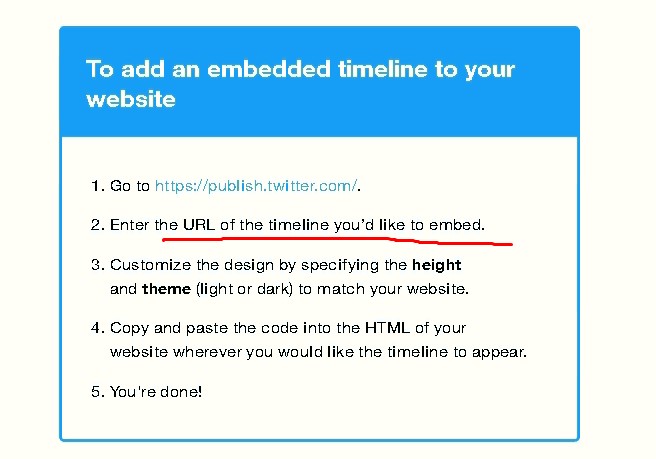 To add an embedded timeline to your
website
1. Go to https://publish.twitter.com/.
2. Enter the URL of the timeline you'd like to embed.
3. Customize the design by specifying the height
and theme (light or dark) to match your website.
4. Copy and paste the code into the HTML of your
website wherever you would like the timeline to appear.
5. You're done!